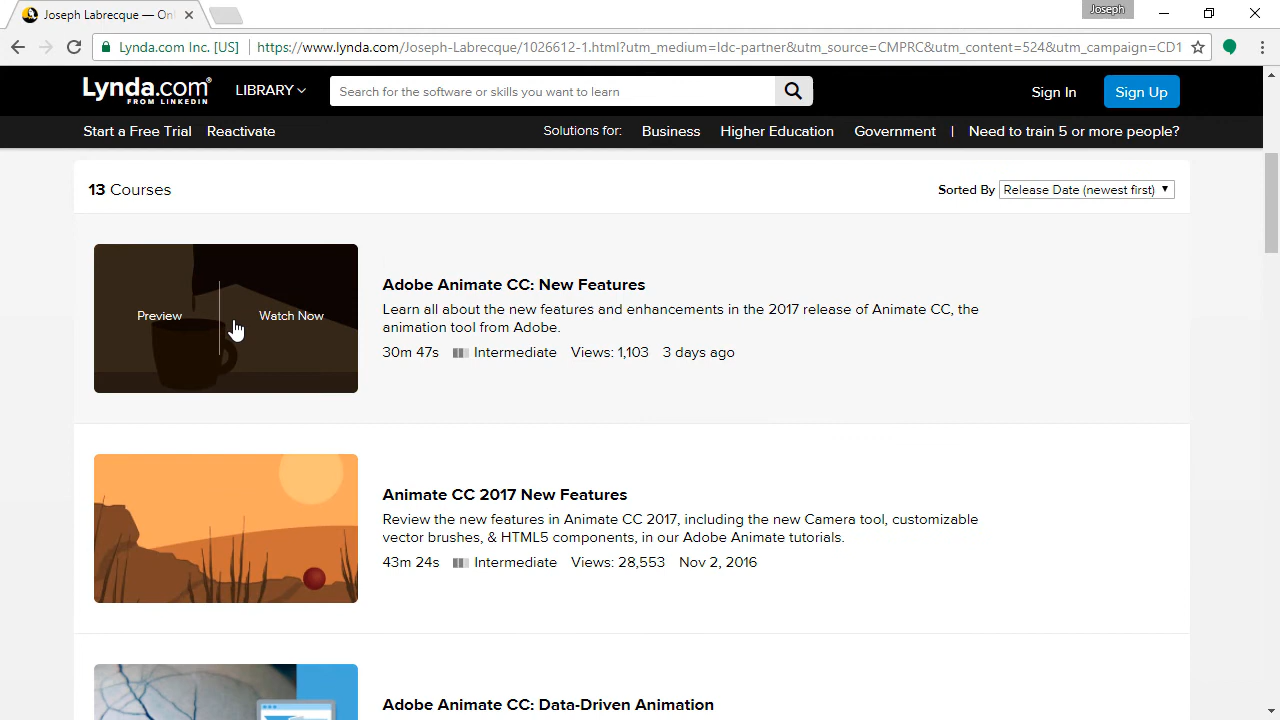 Joseph Labrecque — Onl
Joseph
Lynda.com Inc. [US]
https://www.lynda.com/Joseph-Labrecque/1026612-1.html?utm_medium=ldc-partner&utm_source=CMPRC&utm_content=524&utm_campaign=CD1
Lynda.com®
FROM LINKEDIN
LIBRARY
Search for the software or skills you want to learn
Sign In
Sign Up
Start a Free Trial
Reactivate
Solutions for:
Business
Higher Education
Government
|
Need to train 5 or more people?
13 Courses
Sorted By
Release Date (newest first)
Preview
Watch Now
Adobe Animate CC: New Features
Learn all about the new features and enhancements in the 2017 release of Animate CC, the
animation tool from Adobe.
30m 47s Intermediate Views: 1,103 3 days ago
Animate CC 2017 New Features
Review the new features in Animate CC 2017, including the new Camera tool, customizable
vector brushes, & HTML5 components, in our Adobe Animate tutorials.
43m 24s Intermediate Views: 28,553 Nov 2, 2016
Adobe Animate CC: Data-Driven Animation